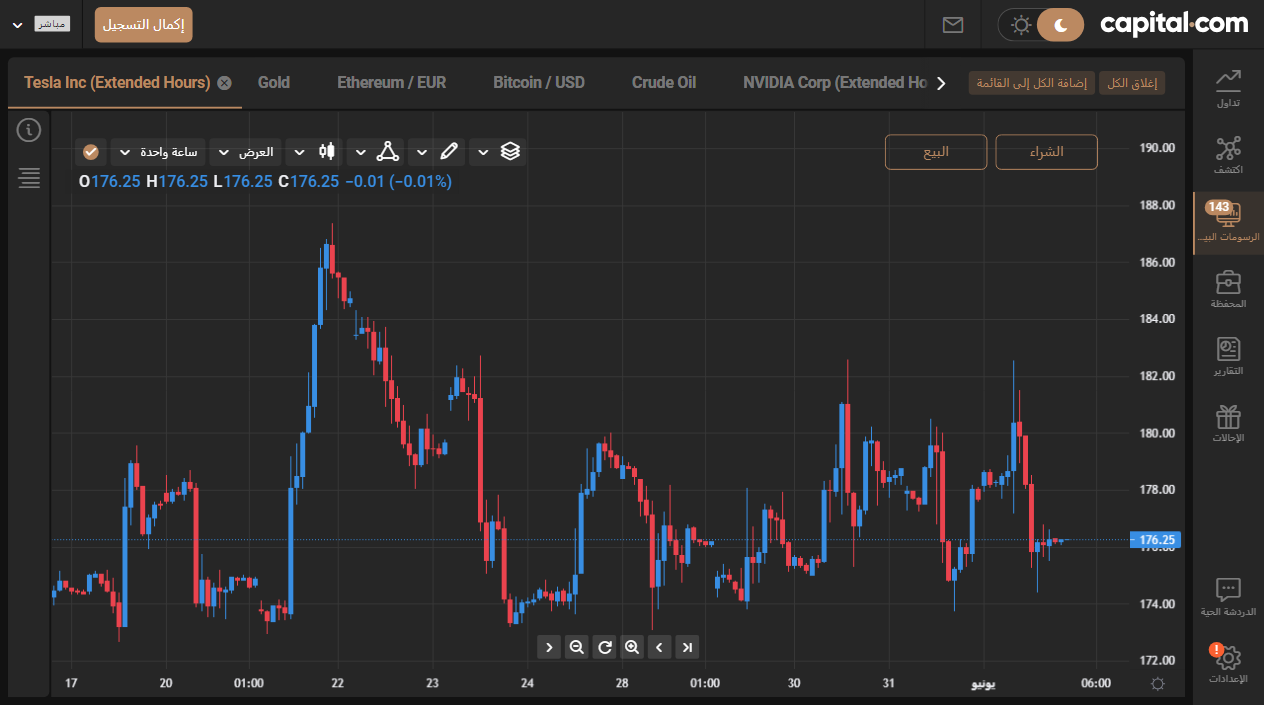 مباشر
إكمال التسجيل
capital.com
Tesla Inc (Extended Hours)
Gold
Ethereum / EUR
Bitcoin / USD
Crude Oil
NVIDIA Corp (Extended Ho
إضافة الكل إلى القائمة
إغلاق الكل
ساعة واحدة
العرض
البيع
الشراء
O176.25 H176.25 L176.25 C176.25 −0.01 (−0.01%)
190.00
188.00
186.00
184.00
182.00
180.00
178.00
176.25
176.00
174.00
172.00
17 20 01:00 22 23 24 28 01:00 30 31 يونيو 06:00
تداول
اكتشف
143
الرسومات البيـ...
المحفظة
التقارير
الإحالات
الدردشة الحية
!
الإعدادات